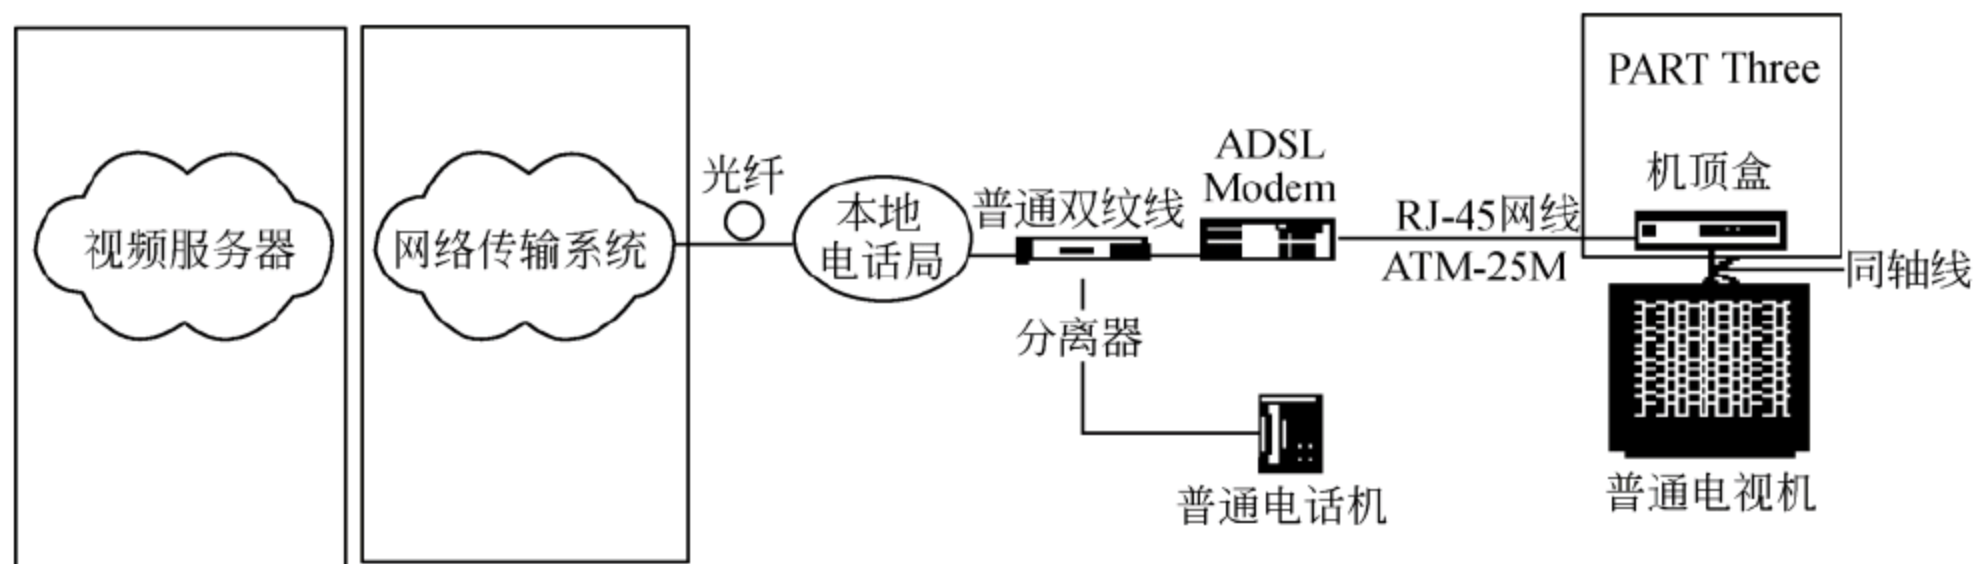 视频服务器
网络传输系统
光纤
本地
电话局
普通双纹线
分离器
普通电话机
ADSL
Modem
RJ-45网线
ATM-25M
PART Three
机顶盒
同轴线
普通电视机